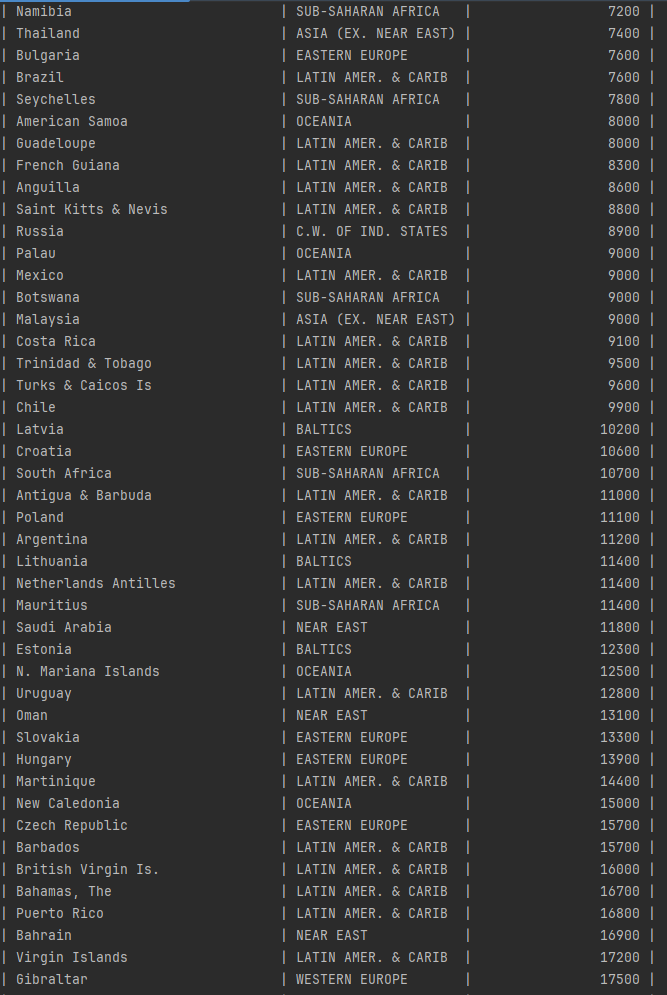 | Namibia | SUB-SAHARAN AFRICA | 7200 |
| Thailand | ASIA (EX. NEAR EAST) | 7400 |
| Bulgaria | EASTERN EUROPE | 7600 |
| Brazil | LATIN AMER. & CARIB | 7600 |
| Seychelles | SUB-SAHARAN AFRICA | 7800 |
| American Samoa | OCEANIA | 8000 |
| Guadeloupe | LATIN AMER. & CARIB | 8000 |
| French Guiana | LATIN AMER. & CARIB | 8300 |
| Anguilla | LATIN AMER. & CARIB | 8600 |
| Saint Kitts & Nevis | LATIN AMER. & CARIB | 8800 |
| Russia | C.W. OF IND. STATES | 8900 |
| Palau | OCEANIA | 9000 |
| Mexico | LATIN AMER. & CARIB | 9000 |
| Botswana | SUB-SAHARAN AFRICA | 9000 |
| Malaysia | ASIA (EX. NEAR EAST) | 9000 |
| Costa Rica | LATIN AMER. & CARIB | 9100 |
| Trinidad & Tobago | LATIN AMER. & CARIB | 9500 |
| Turks & Caicos Is | LATIN AMER. & CARIB | 9600 |
| Chile | LATIN AMER. & CARIB | 9900 |
| Latvia | BALTICS | 10200 |
| Croatia | EASTERN EUROPE | 10600 |
| South Africa | SUB-SAHARAN AFRICA | 10700 |
| Antigua & Barbuda | LATIN AMER. & CARIB | 11000 |
| Poland | EASTERN EUROPE | 11100 |
| Argentina | LATIN AMER. & CARIB | 11200 |
| Lithuania | BALTICS | 11400 |
| Netherlands Antilles | LATIN AMER. & CARIB | 11400 |
| Mauritius | SUB-SAHARAN AFRICA | 11400 |
| Saudi Arabia | NEAR EAST | 11800 |
| Estonia | BALTICS | 12300 |
| N. Mariana Islands | OCEANIA | 12500 |
| Uruguay | LATIN AMER. & CARIB | 12800 |
| Oman | NEAR EAST | 13100 |
| Slovakia | EASTERN EUROPE | 13300 |
| Hungary | EASTERN EUROPE | 13900 |
| Martinique | LATIN AMER. & CARIB | 14400 |
| New Caledonia | OCEANIA | 15000 |
| Czech Republic | EASTERN EUROPE | 15700 |
| Barbados | LATIN AMER. & CARIB | 15700 |
| British Virgin Is. | LATIN AMER. & CARIB | 16000 |
| Bahamas, The | LATIN AMER. & CARIB | 16700 |
| Puerto Rico | LATIN AMER. & CARIB | 16800 |
| Bahrain | NEAR EAST | 16900 |
| Virgin Islands | LATIN AMER. & CARIB | 17200 |
| Gibraltar | WESTERN EUROPE | 17500 |